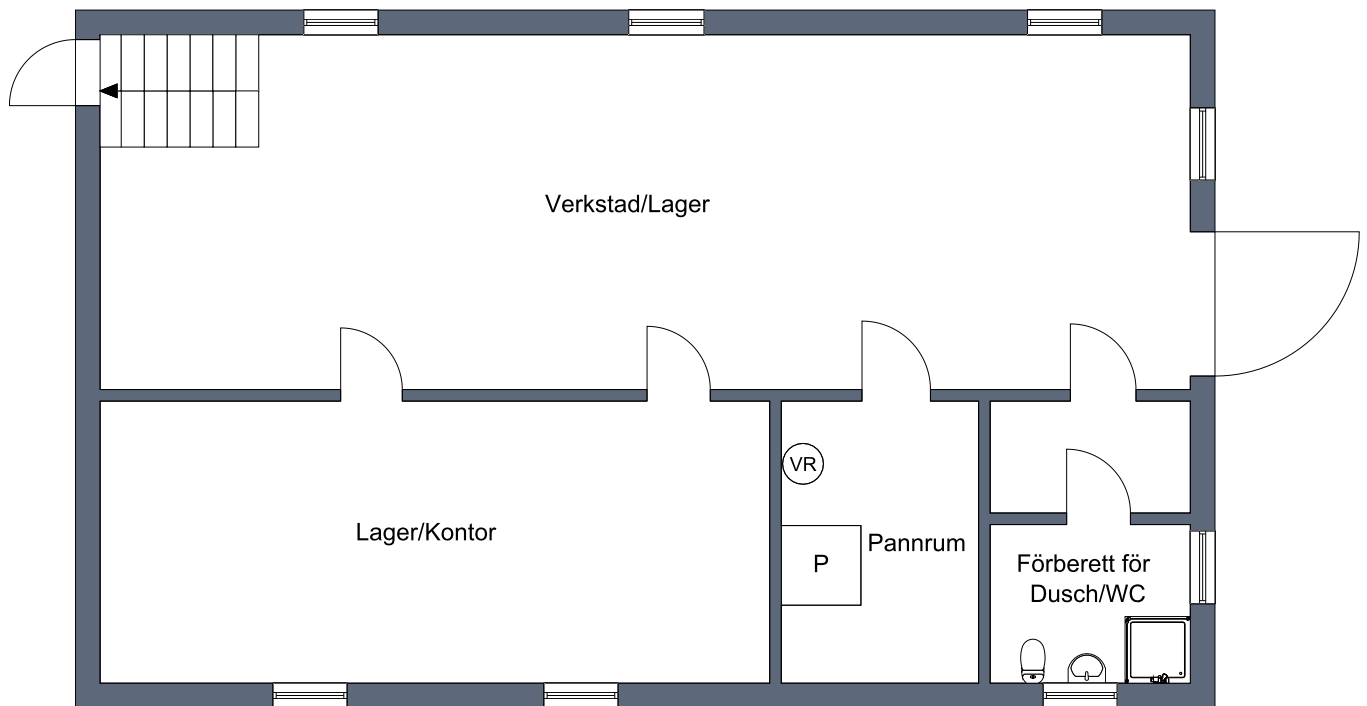 Verkstad/Lager
VR
Lager/Kontor
P
Pannrum
Förberett för
Dusch/WC